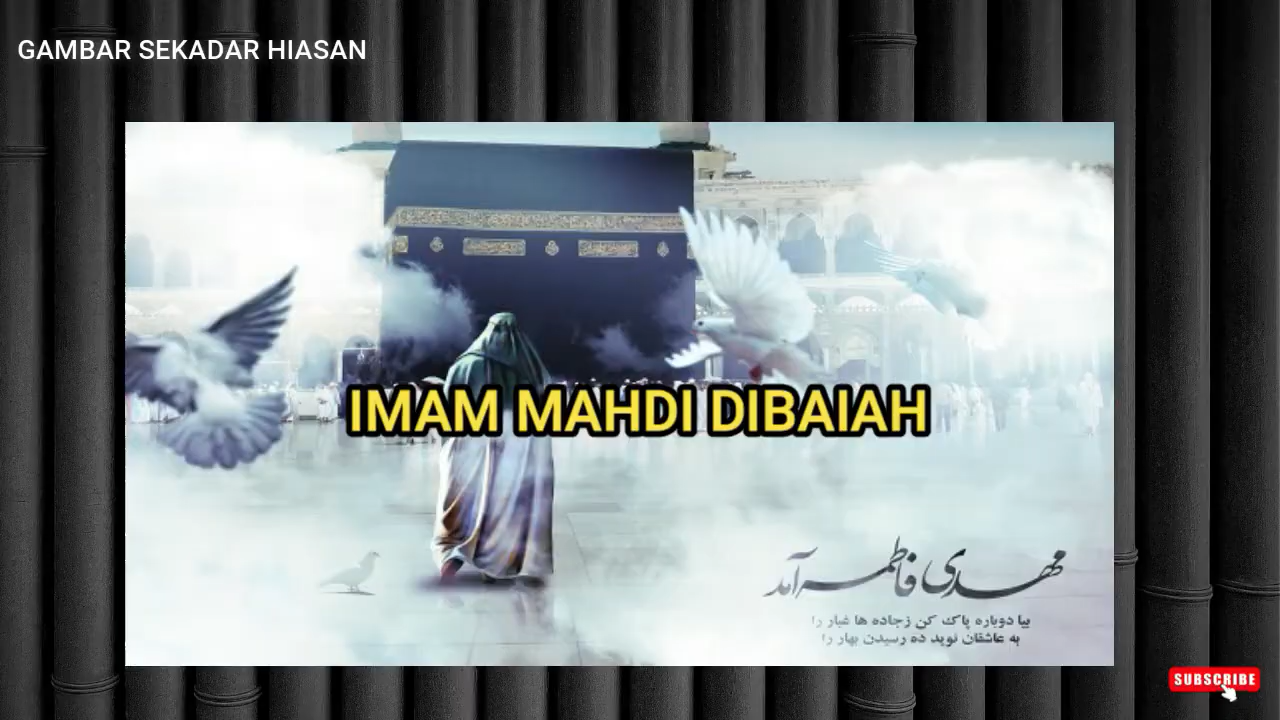 GAMBAR SEKADAR HIASAN
IMAM MAHDI DIBAIAH
مهدی فاطمه آمد
بیا دوباره پاک کن زجاده ها غبار را
به عاشقان نوید ده رسیدن بهار را
SUBSCRIBE